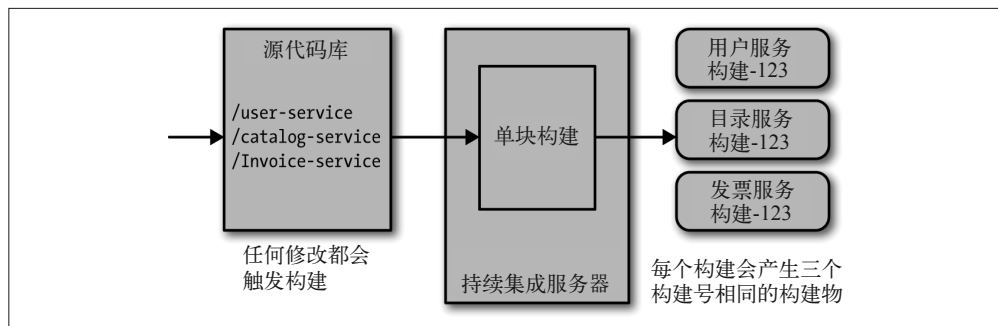 源代码库
/user-service
/catalog-service
/Invoice-service
任何修改都会
触发构建
单块构建
持续集成服务器
用户服务
构建-123
目录服务
构建-123
发票服务
构建-123
每个构建会产生三个
构建号相同的构建物